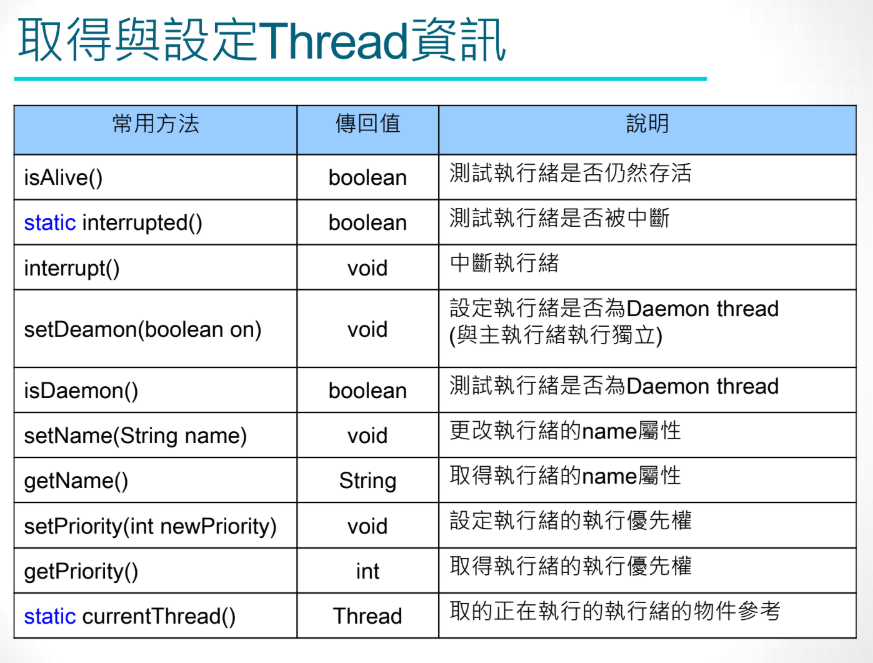 取得與設定Thread資訊
常用方法 傳回值 說明
isAlive() boolean 測試執行緒是否仍然存活
static interrupted() boolean 測試執行緒是否被中斷
interrupt() void 中斷執行緒
setDeamon(boolean on) void 設定執行緒是否為Daemon thread
(與主執行緒執行獨立)
isDaemon() boolean 測試執行緒是否為Daemon thread
setName(String name) void 更改執行緒的name屬性
getName() String 取得執行緒的name屬性
setPriority(int newPriority) void 設定執行緒的執行優先權
getPriority() int 取得執行緒的執行優先權
static currentThread() Thread 取的正在執行的執行緒的物件參考